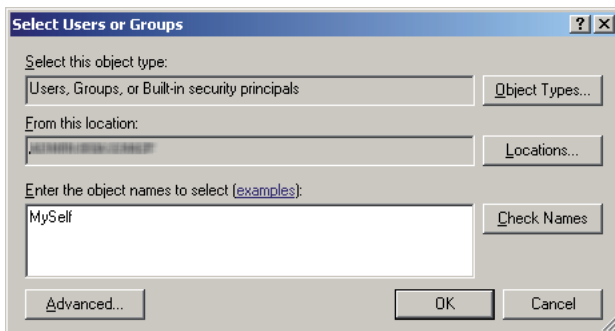 Select Users or Groups
Select this object type:
Users, Groups, or Built-in security principals
Object Types...
From this location:
Locations...
Enter the object names to select (examples):
MySelf
Check Names
Advanced...
OK
Cancel